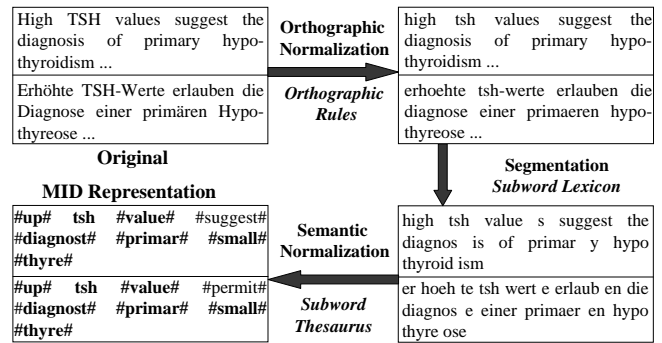 High TSH values suggest the
diagnosis of primary hypo-
thyroidism ...
Erhöhte TSH-Werte erlauben die
Diagnose einer primären Hypo-
thyreose ...
Original
Orthographic
Normalization
Orthographic
Rules
high tsh values suggest the
diagnosis of primary hypo-
thyroidism ...
erhoehte tsh-werte erlauben die
diagnose einer primaeren hypo-
thyreose ...
Segmentation
Subword Lexicon
high tsh value s suggest the
diagnos is of primar y hypo
thyroid ism
er hoeh te tsh wert e erlaub en die
diagnos e einer primaer en hypo
thyre ose
Semantic
Normalization
Subword
Thesaurus
MID Representation
#up# tsh #value# #suggest#
#diagnost# #primar# #small#
#thyre#
#up# tsh #value# #permit#
#diagnost# #primar# #small#
#thyre#